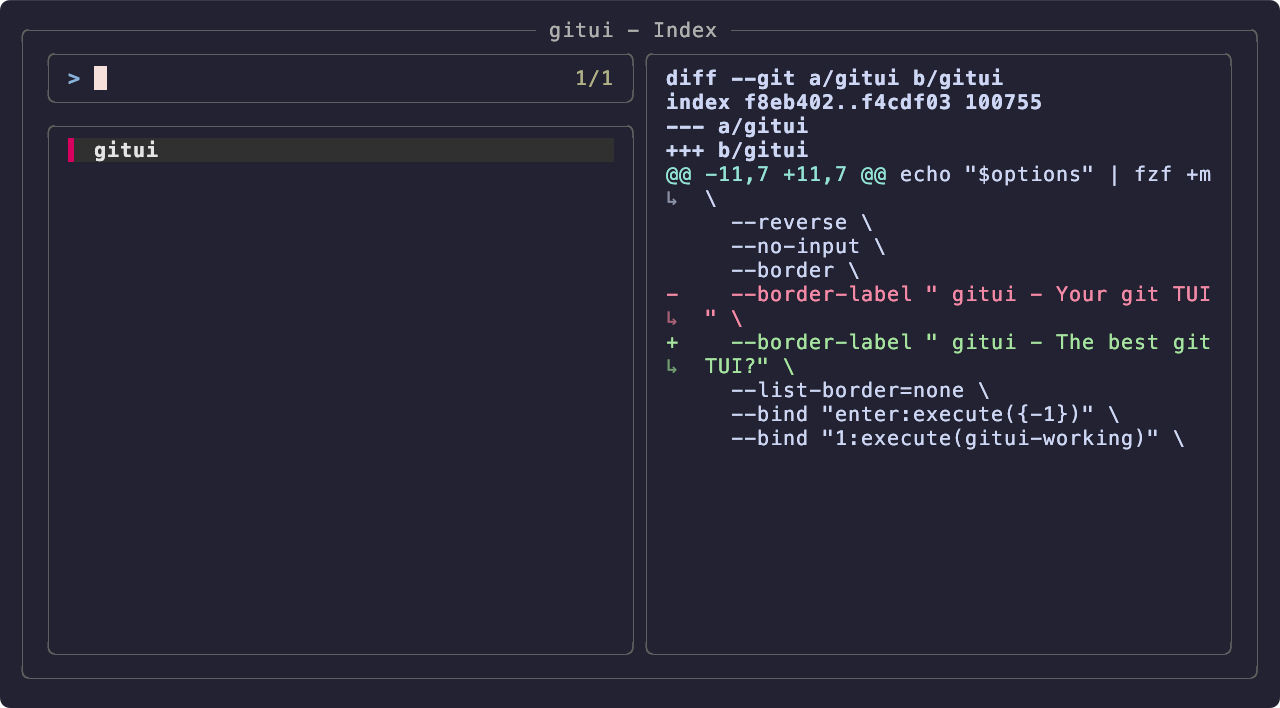 gitui – Index
> 1/1
gitui
diff --git a/gitui b/gitui
index f8eb402..f4cdf03 100755
--- a/gitui
+++ b/gitui
@@ -11,7 +11,7 @@ echo "$options" | fzf +m
↳ \
--reverse \
--no-input \
--border \
- --border-label " gitui – Your git TUI
↳ " \
+ --border-label " gitui – The best git
↳ TUI?" \
--list-border=none \
--bind "enter:execute({-1})" \
--bind "1:execute(gitui-working)" \